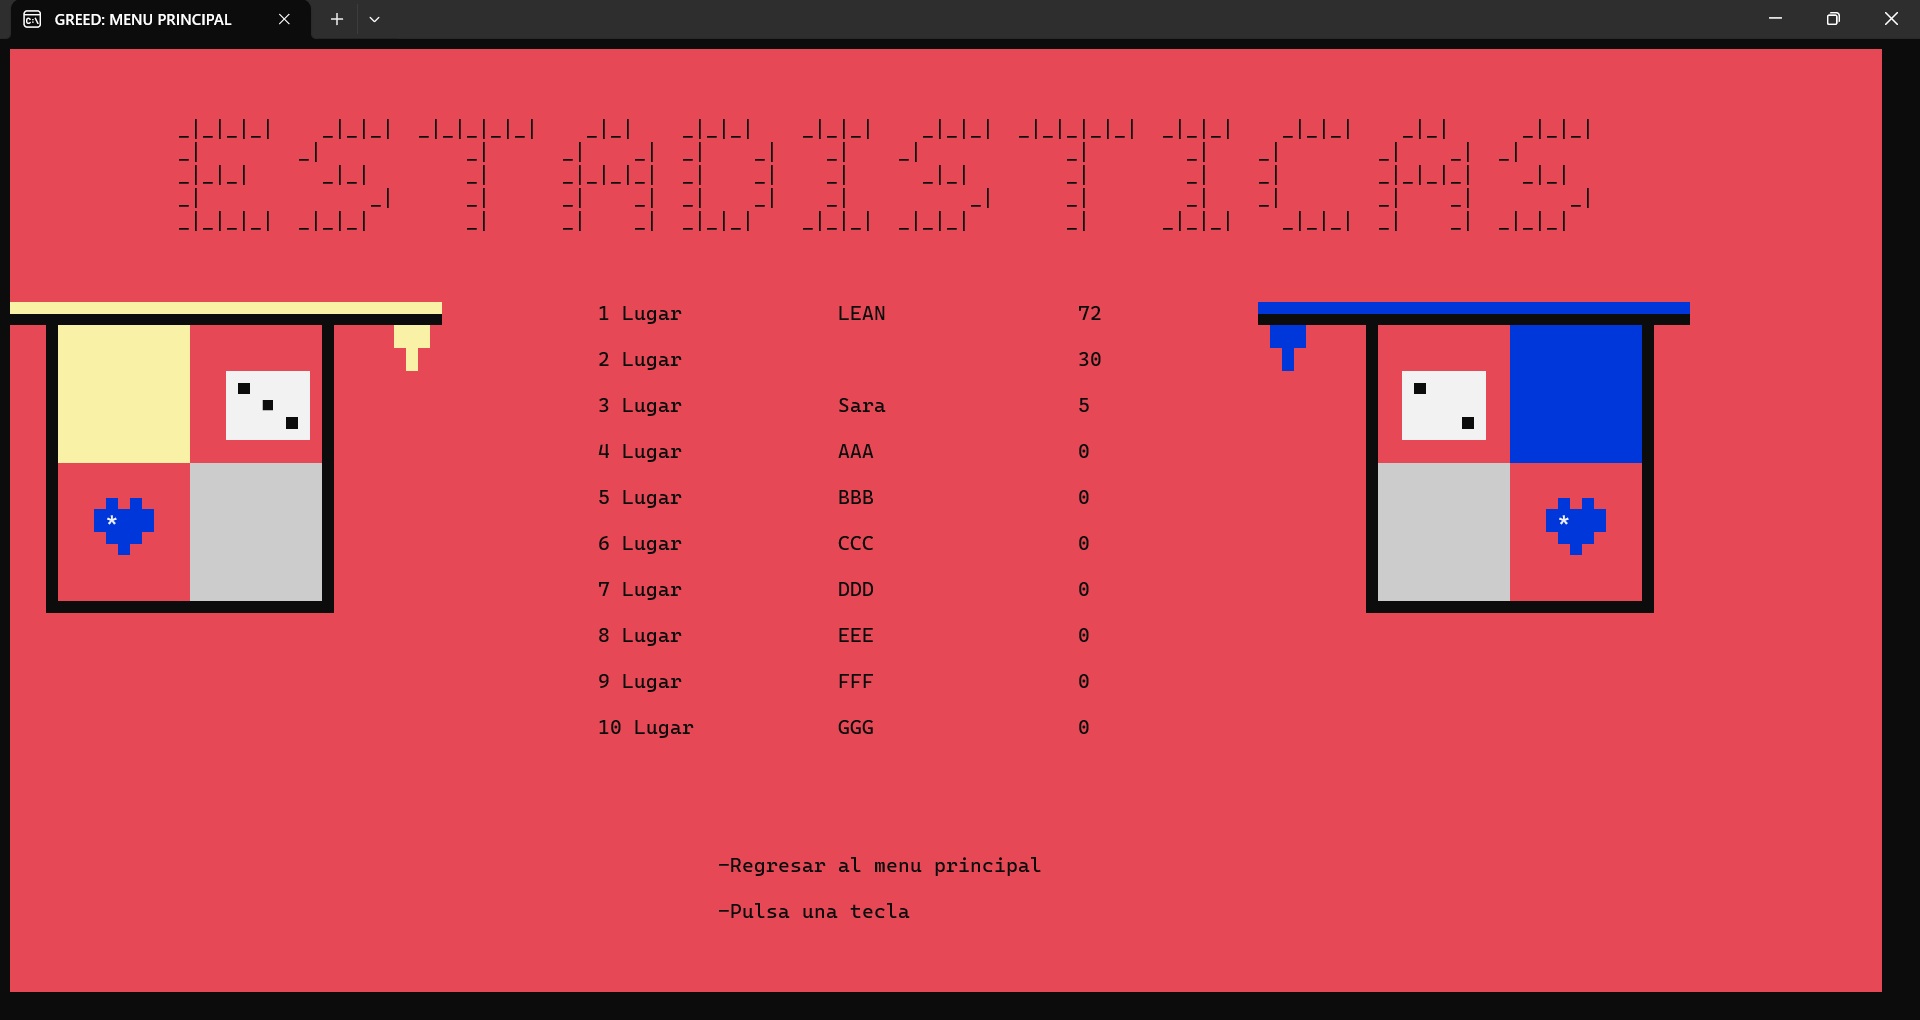 GREED: MENU PRINCIPAL
ESTADISTICAS
1 Lugar LEAN 72
2 Lugar 30
3 Lugar Sara 5
4 Lugar AAA 0
5 Lugar BBB 0
6 Lugar CCC 0
7 Lugar DDD 0
8 Lugar EEE 0
9 Lugar FFF 0
10 Lugar GGG 0
-Regresar al menu principal
-Pulsa una tecla